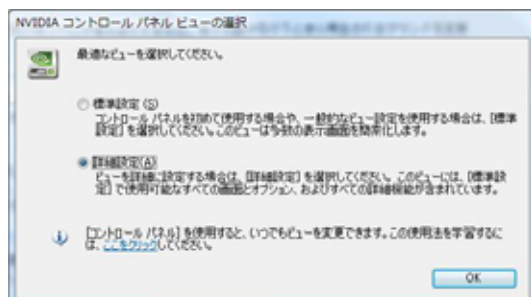 NVIDIA コントロール パネル ビューの選択
最適なビューを選択してください。
標準設定 (S)
コントロール パネルを初めて使用する場合や、一般的なビュー設定を使用する場合は、[標準
設定] を選択してください。このビューは多数の表示画面を簡素化します。
詳細設定(A)
ビューを詳細に設定する場合は、[詳細設定] を選択してください。このビューには、[標準設
定] で使用可能なすべての画面とオプション、およびすべての詳細機能が含まれています。
[コントロール パネル] を使用すると、いつでもビューを変更できます。この使用法を学習するに
は、ここをクリックしてください。
OK